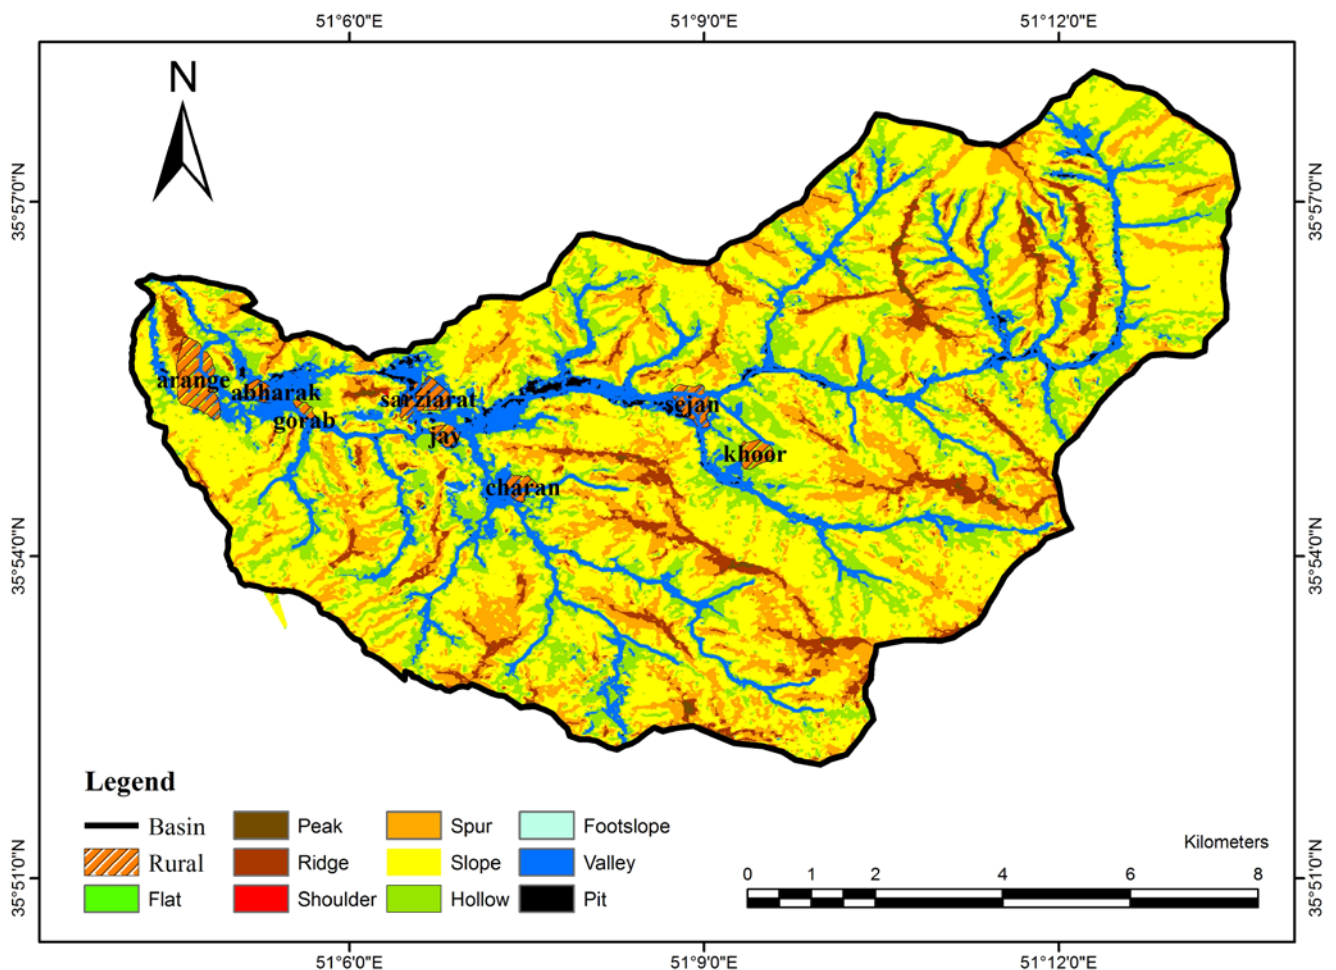 51°6'0"E 51°9'0"E 51°12'0"E
N
35°57'0"N 35°57'0"N
arange
abharak
sarziarat
sejan
gorab
jay
khoor
charan
35°54'0"N 35°54'0"N
Legend
Basin Peak Spur Footslope
Rural Ridge Slope Valley
Flat Shoulder Hollow Pit
Kilometers
0 1 2 4 6 8
35°51'0"N 35°51'0"N
51°6'0"E 51°9'0"E 51°12'0"E